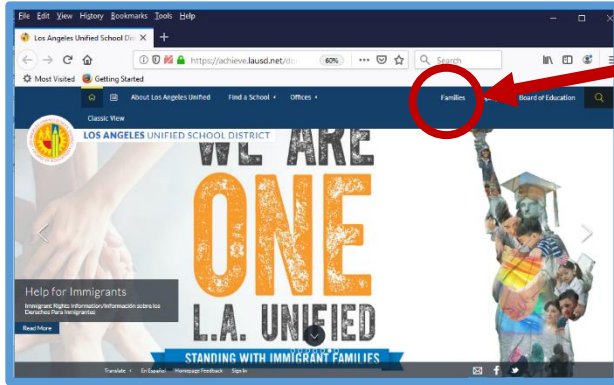 File Edit View History Bookmarks Tools Help
Los Angeles Unified School Dis
https://achieve.lausd.net/do 60% Search
Most Visited Getting Started
About Los Angeles Unified Find a School Offices Families Board of Education
Classic View
LOS ANGELES UNIFIED SCHOOL DISTRICT
WE ARE
ONE
L.A. UNIFIED
STANDING WITH IMMIGRANT FAMILIES
Help for Immigrants
Immigrant Rights Information/Información sobre los
Derechos Para Inmigrantes
Read More
Translate En Español Homepage Feedback Sign In